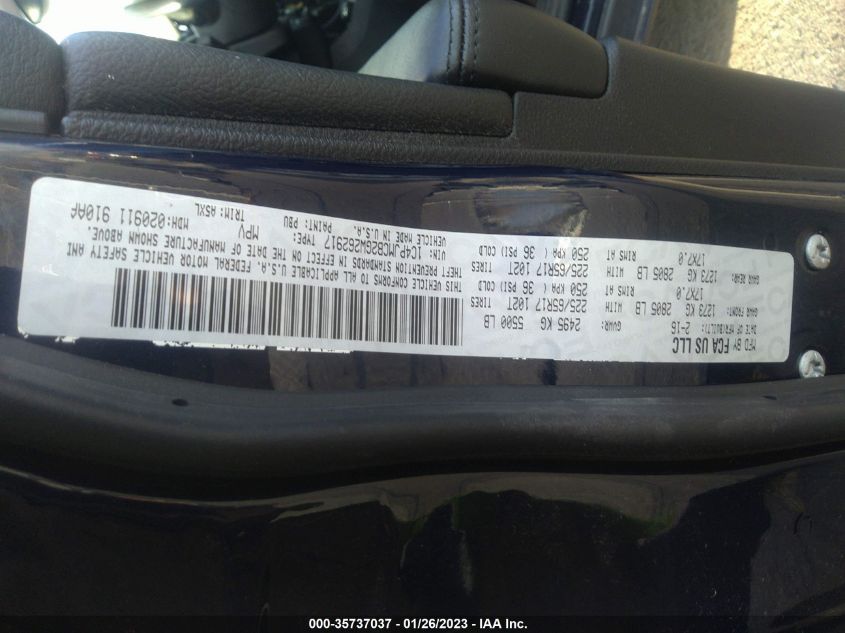 MFD BY FCA US LLC
DATE OF MFR/BUILT: 2-16 GVWR: 2495 KG 5500 LB
GAWR FRONT: 1273 KG 2805 LB WITH 225/65R17 102T TIRES
17X7.0 RIMS AT 250 KPA ( 36 PSI) COLD
GAWR REAR: 1273 KG 2805 LB WITH 225/65R17 102T TIRES
17X7.0 RIMS AT 250 KPA ( 36 PSI) COLD
THIS VEHICLE CONFORMS TO ALL APPLICABLE U.S.A. FEDERAL MOTOR VEHICLE SAFETY AND
THEFT PREVENTION STANDARDS IN EFFECT ON THE DATE OF MANUFACTURE SHOWN ABOVE.
VIN: 1C4PJMCB2GW262917 TYPE: MPV MDH:020911 910AP
VEHICLE MADE IN U.S.A. PAINT: PBU TRIM: A5XL
000-35737037 - 01/26/2023 - IAA Inc.